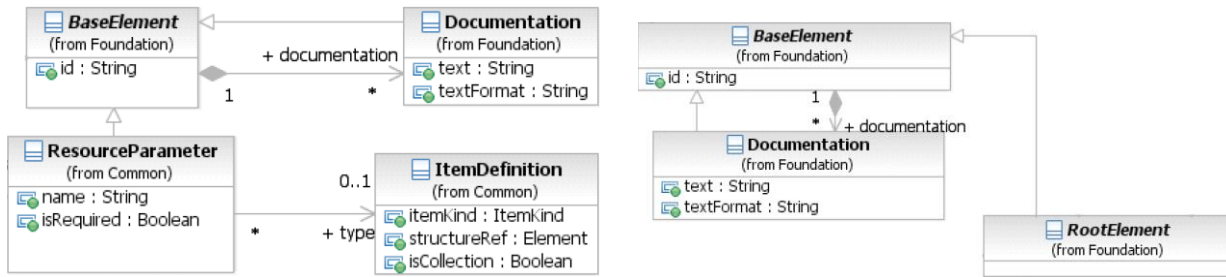 BaseElement
(from Foundation)
id : String
Documentation
(from Foundation)
text : String
textFormat : String
+ documentation
1
*
ResourceParameter
(from Common)
name : String
isRequired : Boolean
ItemDefinition
(from Common)
itemKind : ItemKind
structureRef : Element
isCollection : Boolean
0..1
*
+ type
BaseElement
(from Foundation)
id : String
1
*
+ documentation
Documentation
(from Foundation)
text : String
textFormat : String
RootElement
(from Foundation)